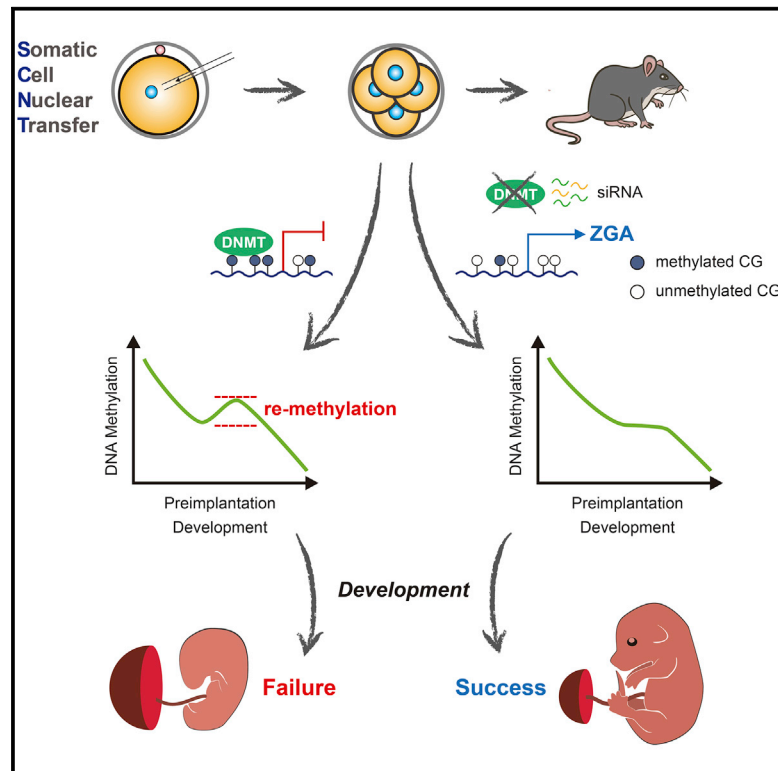 Somatic
Cell
Nuclear
Transfer
DNMT
siRNA
DNMT
ZGA
methylated CG
unmethylated CG
DNA Methylation
re-methylation
Preimplantation
Development
DNA Methylation
Preimplantation
Development
Development
Failure
Success